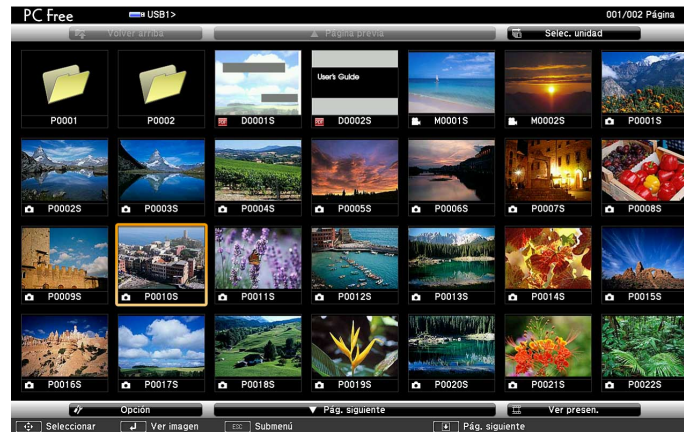 PC Free USB1> 001/002 Página
Volver arriba Página previa Selec. unidad
User's Guide
P0001 P0002 D0001S D0002S M0001S M0002S P0001S
P0002S P0003S P0004S P0005S P0006S P0007S P0008S
P0009S P0010S P0011S P0012S P0013S P0014S P0015S
P0016S P0017S P0018S P0019S P0020S P0021S P0022S
Opción Pág. siguiente Ver presen.
Seleccionar Ver imagen ESC Submenú Pág. siguiente